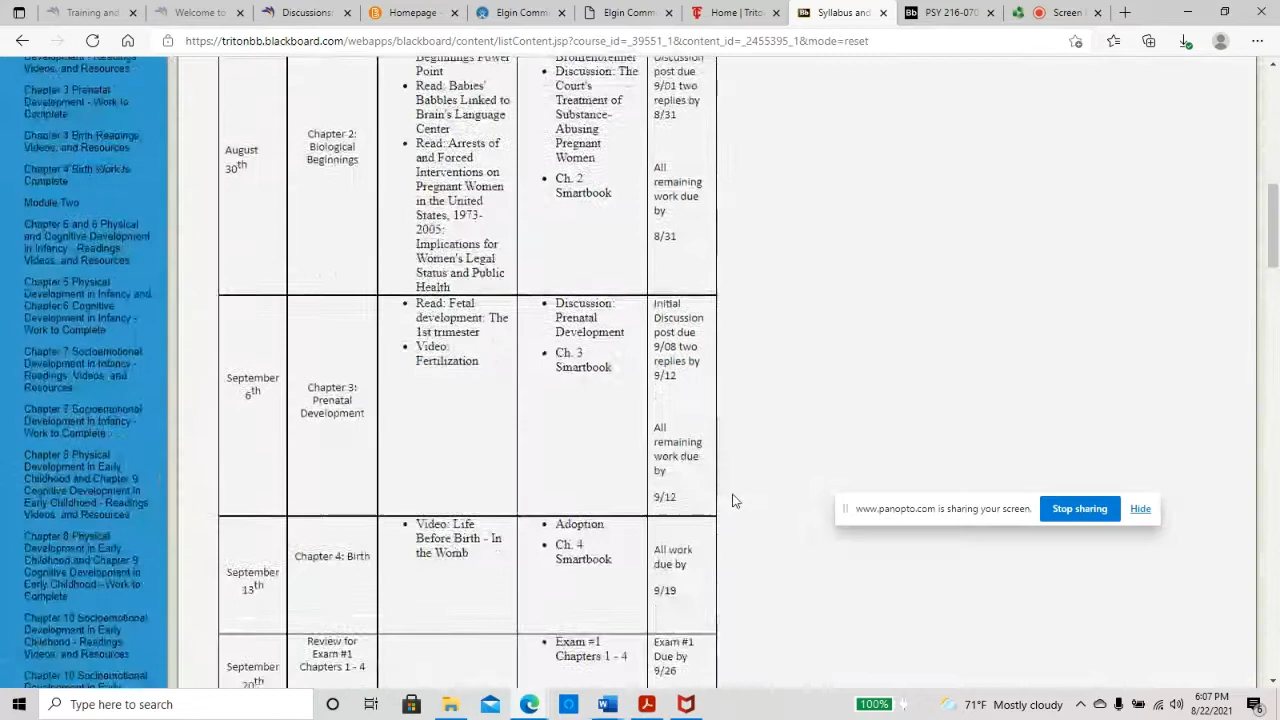 Training and
Welcome to
Discussions
Homepage -
Elgin Comm
Elgin Comm
Home | Trito
Syllabus and
Bb
PSY 216-070
Screen
https://tritonbb.blackboard.com/webapps/blackboard/content/listContent.jsp?course_id=_39551_1&content_id=_2455395_1&mode=reset
Development - Readings
Videos, and Resources
Chapter 3 Prenatal
Development - Work to
Complete
Chapter 4 Birth Readings,
Videos, and Resources
Chapter 4 Birth Work to
Complete
Module Two
Chapter 5 and 6 Physical
and Cognitive Development
in Infancy - Readings
Videos, and Resources
Chapter 5 Physical
Development in Infancy and
Chapter 6 Cognitive
Development in Infancy -
Work to Complete
Chapter 7 Socioemotional
Development in Infancy -
Readings, Videos, and
Resources
Chapter 7 Socioemotional
Development in Infancy -
Work to Complete
Chapter 8 Physical
Development in Early
Childhood and Chapter 9
Cognitive Development in
Early Childhood - Readings
Videos, and Resources
Chapter 8 Physical
Development in Early
Childhood and Chapter 9
Cognitive Development in
Early Childhood - Work to
Complete
Chapter 10 Socioemotional
Development in Early
Childhood - Readings
Videos, and Resources
Chapter 10 Socioemotional
Development in Early
August
30th
Chapter 2:
Biological
Beginnings
Beginnings Power
Point
• Read: Babies'
Babbles Linked to
Brain's Language
Center
• Read: Arrests of
and Forced
Interventions on
Pregnant Women
in the United
States, 1973-
2005:
Implications for
Women's Legal
Status and Public
Health
Bronfenbrenner
• Discussion: The
Court's
Treatment of
Substance-
Abusing
Pregnant
Women
• Ch. 2
Smartbook
Discussion
post due
9/01 two
replies by
8/31
All
remaining
work due
by
8/31
September
6th
Chapter 3:
Prenatal
Development
• Read: Fetal
development: The
1st trimester
• Video:
Fertilization
• Discussion:
Prenatal
Development
• Ch. 3
Smartbook
Initial
Discussion
post due
9/08 two
replies by
9/12
All
remaining
work due
by
9/12
September
13th
Chapter 4: Birth
• Video: Life
Before Birth - In
the Womb
• Adoption
• Ch. 4
Smartbook
All work
due by
9/19
September
20th
Review for
Exam #1
Chapters 1 - 4
• Exam #1
Chapters 1 - 4
Exam #1
Due by
9/26
www.panopto.com is sharing your screen.
Stop sharing
Hide
Type here to search
100%
71°F Mostly cloudy
6:07 PM
8/22/2021